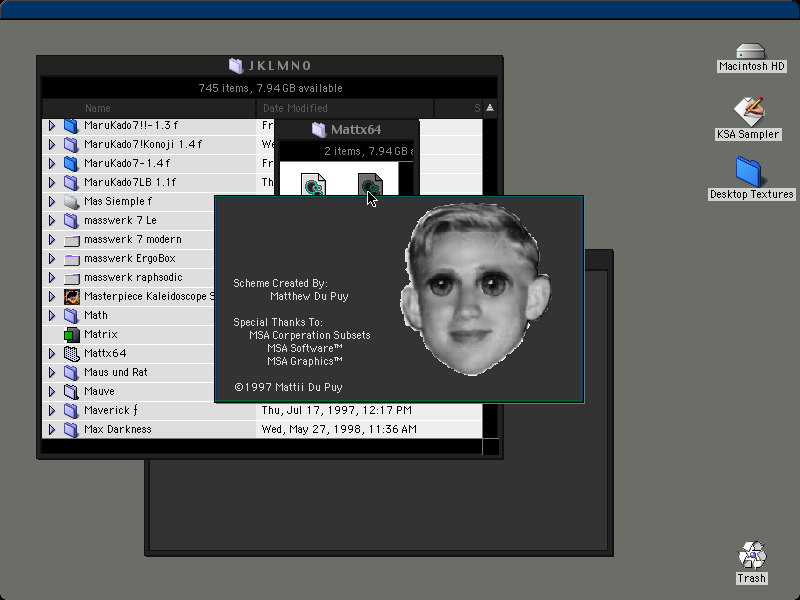 JKLMNO
745 items, 7.94 GB available
Name Date Modified S
MaruKado7!!-1.3 f Fr
MaruKado7!Konoji 1.4 f We
MaruKado7-1.4 f Fr
MaruKado7LB 1.1f Th
Mas Siemple f
masswerk 7 Le
masswerk 7 modern
masswerk ErgoBox
masswerk raphsodic
Masterpiece Kaleidoscope S
Math
Matrix
Mattx64
Maus und Rat
Mauve
Maverick ƒ Thu, Jul 17, 1997, 12:17 PM
Max Darkness Wed, May 27, 1998, 11:36 AM
Mattx64
2 items, 7.94 GB a
Scheme Created By:
Matthew Du Puy
Special Thanks To:
MSA Corperation Subsets
MSA Software™
MSA Graphics™
©1997 Mattii Du Puy
Macintosh HD
KSA Sampler
Desktop Textures
Trash